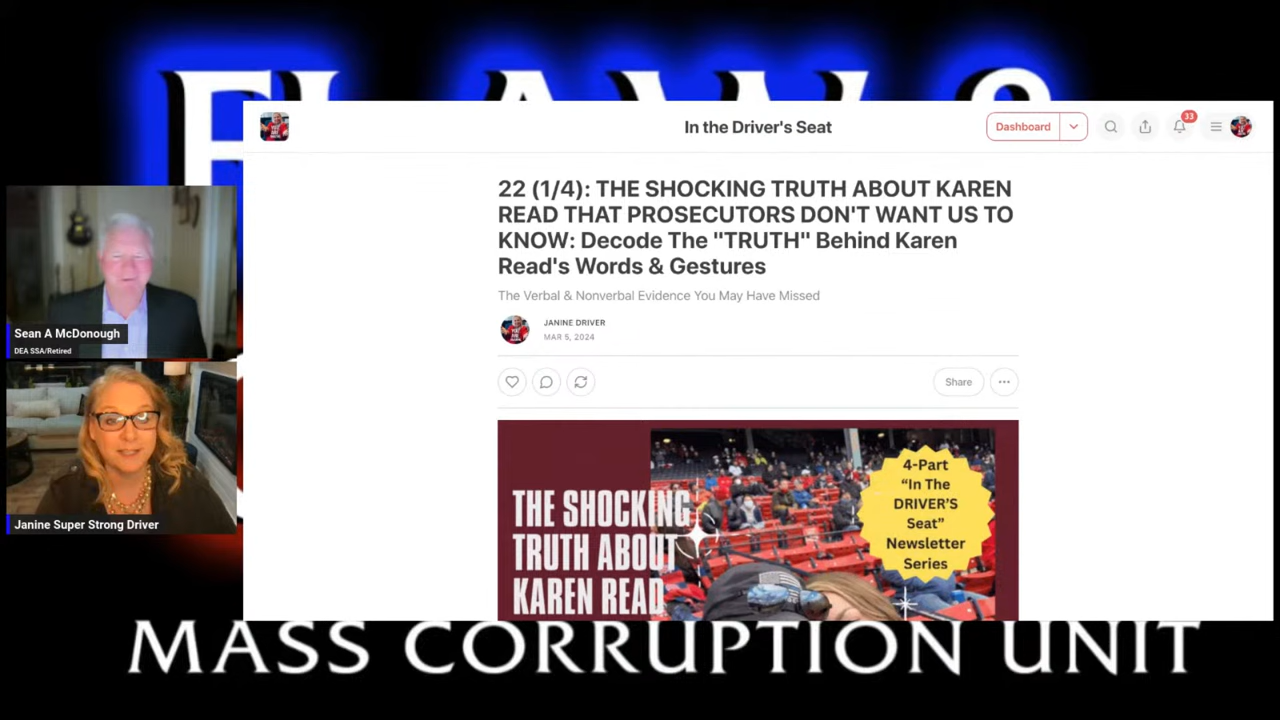 In the Driver's Seat
Dashboard
33
22 (1/4): THE SHOCKING TRUTH ABOUT KAREN
READ THAT PROSECUTORS DON'T WANT US TO
KNOW: Decode The "TRUTH" Behind Karen
Read's Words & Gestures
The Verbal & Nonverbal Evidence You May Have Missed
JANINE DRIVER
MAR 5, 2024
Share
THE SHOCKING
TRUTH ABOUT
KAREN READ
4-Part
“In The
DRIVER’S
Seat”
Newsletter
Series
Sean A McDonough
DEA SSA/Retired
Janine Super Strong Driver
MASS CORRUPTION UNIT